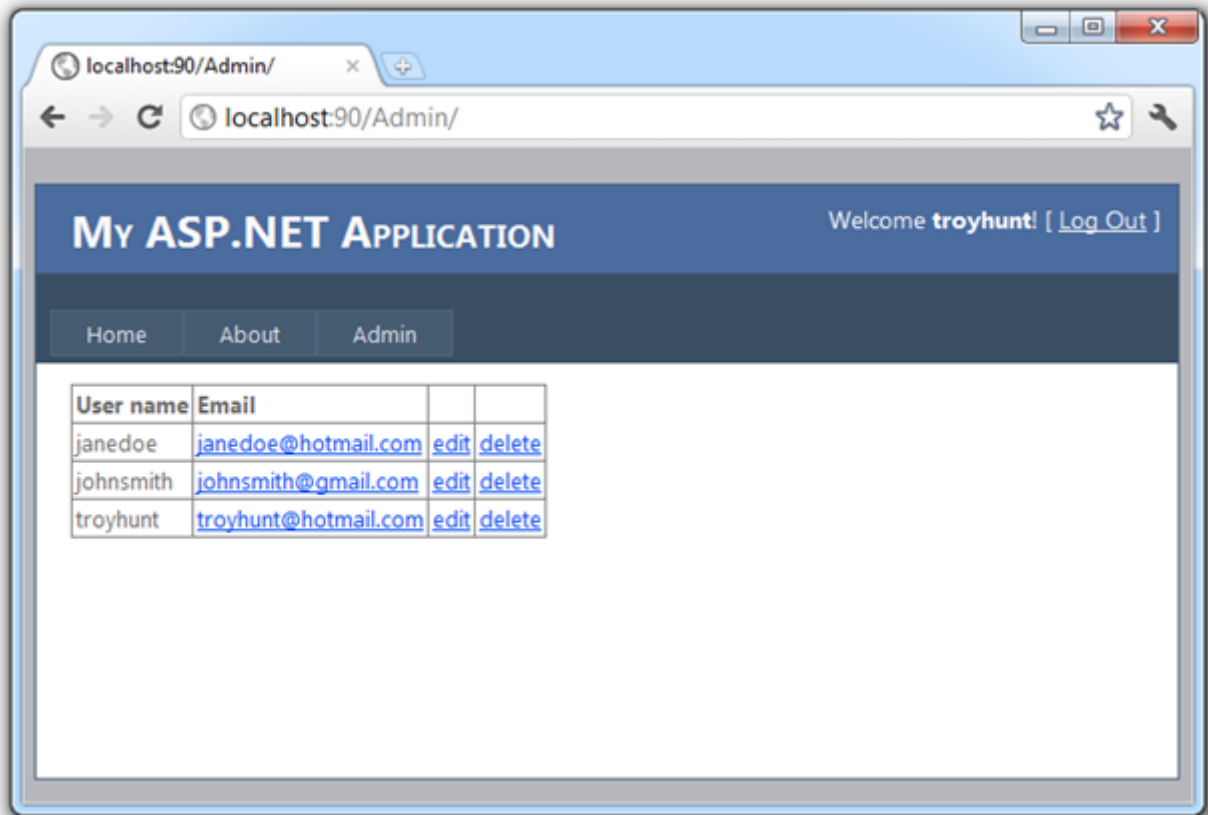 localhost:90/Admin/
localhost:90/Admin/
My ASP.NET Application
Welcome troyhunt! [ Log Out ]
Home About Admin
User name Email
janedoe janedoe@hotmail.com edit delete
johnsmith johnsmith@gmail.com edit delete
troyhunt troyhunt@hotmail.com edit delete